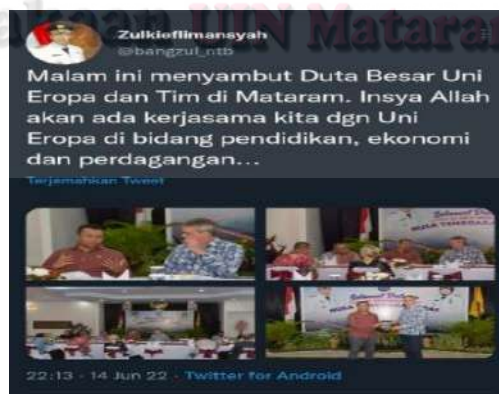 UIN Mataram
Zulkieflimansyah
@bangzul_ntb
Malam ini menyambut Duta Besar Uni
Eropa dan Tim di Mataram. Insya Allah
akan ada kerjasama kita dgn Uni
Eropa di bidang pendidikan, ekonomi
dan perdagangan...
Terjemahkan Tweet
22:13 · 14 Jun 22 · Twitter for Android